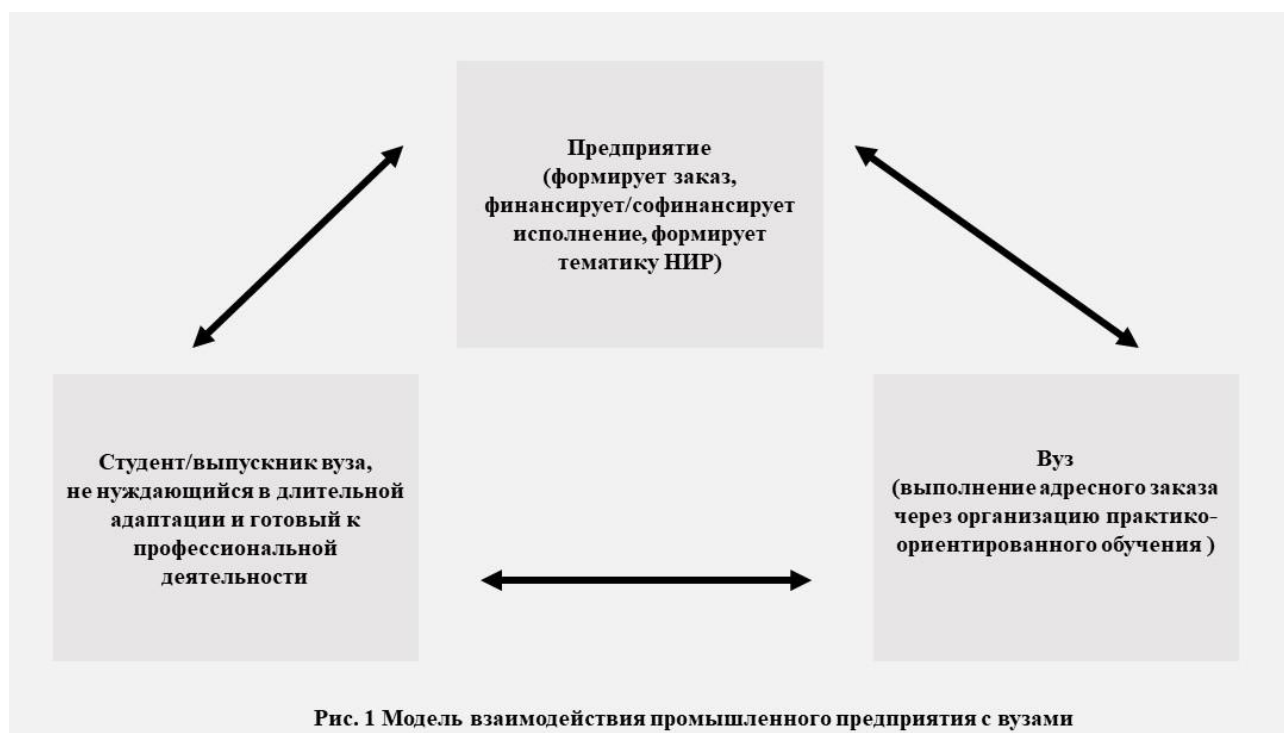 Предприятие
(формирует заказ,
финансирует/софинансирует
исполнение, формирует
тематику НИР)
Студент/выпускник вуза,
не нуждающийся в длительной
адаптации и готовый к
профессиональной
деятельности
Вуз
(выполнение адресного заказа
через организацию практико-
ориентированного обучения )
Рис. 1 Модель взаимодействия промышленного предприятия с вузами